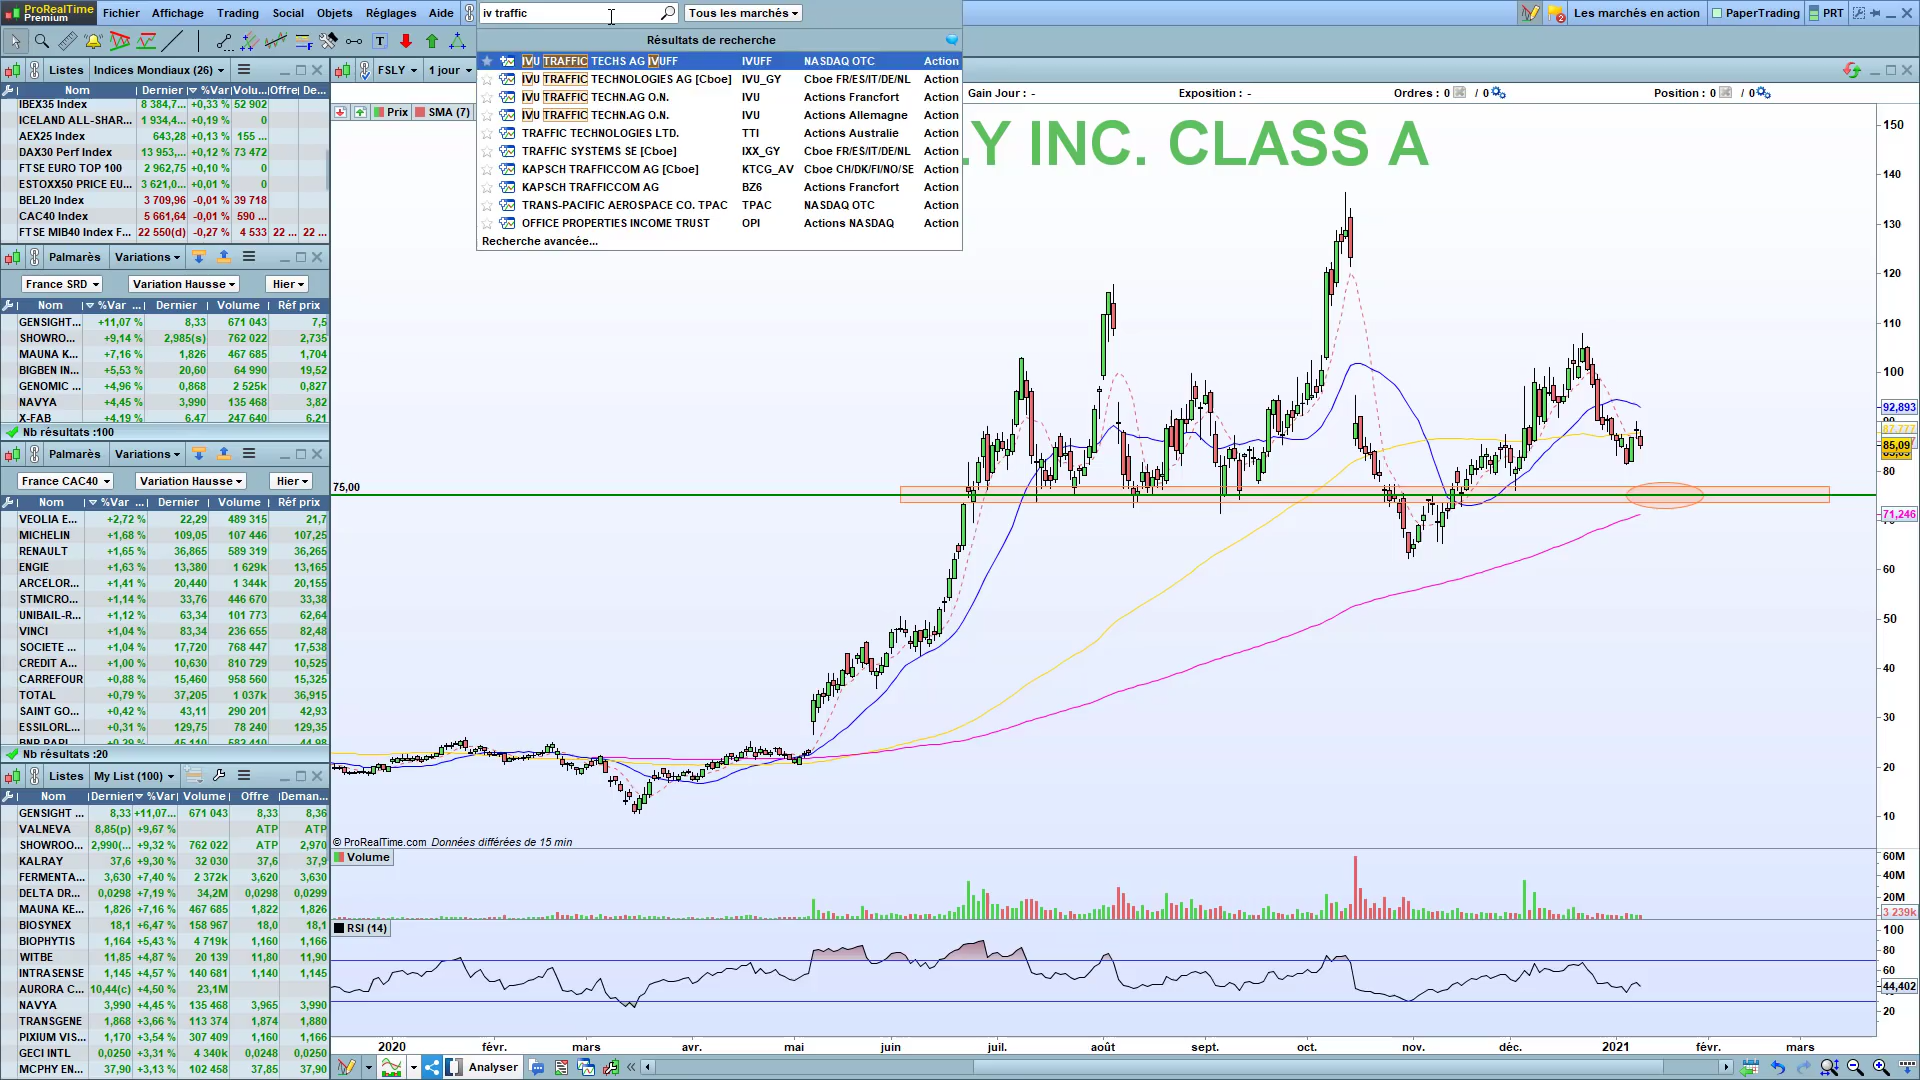 ProRealTime
Premium
Fichier Affichage Trading Social Objets Réglages Aide
iv traffic
Tous les marchés
Les marchés en action
PaperTrading
PRT
Résultats de recherche
IVU TRAFFIC TECHS AG IVUFF IVUFF NASDAQ OTC Action
IVU TRAFFIC TECHNOLOGIES AG [Cboe] IVU_GY Cboe FR/ES/IT/DE/NL Action
IVU TRAFFIC TECHN.AG O.N. IVU Actions Francfort Action
IVU TRAFFIC TECHN.AG O.N. IVU Actions Allemagne Action
TRAFFIC TECHNOLOGIES LTD. TTI Actions Australie Action
TRAFFIC SYSTEMS SE [Cboe] IXX_GY Cboe FR/ES/IT/DE/NL Action
KAPSCH TRAFFICCOM AG [Cboe] KTCG_AV Cboe CH/DK/FI/NO/SE Action
KAPSCH TRAFFICCOM AG BZ6 Actions Francfort Action
TRANS-PACIFIC AEROSPACE CO. TPAC TPAC NASDAQ OTC Action
OFFICE PROPERTIES INCOME TRUST OPI Actions NASDAQ Action
Recherche avancée...
Listes Indices Mondiaux (26)
Nom Dernier %Var Volu... Offre De...
IBEX35 Index 8 384,7... +0,33 % 52 902
ICELAND ALL-SHAR... 1 934,4... +0,19 % 0
AEX25 Index 643,28 +0,13 % 155 ...
DAX30 Perf Index 13 953,... +0,12 % 73 472
FTSE EURO TOP 100 2 962,75 +0,10 % 0
ESTOXX50 PRICE EU... 3 621,0... +0,01 % 0
BEL20 Index 3 709,96 -0,01 % 39 718
CAC40 Index 5 661,64 -0,01 % 590 ...
FTSE MIB40 Index F... 22 550(d) -0,27 % 4 533 22 ... 22 ...
Palmarès Variations
France SRD Variation Hausse Hier
Nom %Var ... Dernier Volume Réf prix
GENSIGHT... +11,07 % 8,33 671 043 7,5
SHOWRO... +9,14 % 2,985(s) 762 022 2,735
MAUNA K... +7,16 % 1,826 467 685 1,704
BIGBEN IN... +5,53 % 20,60 64 990 19,52
GENOMIC ... +4,96 % 0,868 2 525k 0,827
NAVYA +4,45 % 3,990 135 468 3,82
X-FAB +4,19 % 6,47 247 640 6,21
Nb résultats :100
Palmarès Variations
France CAC40 Variation Hausse Hier
Nom %Var ... Dernier Volume Réf prix
VEOLIA E... +2,72 % 22,29 489 315 21,7
MICHELIN +1,68 % 109,05 107 446 107,25
RENAULT +1,65 % 36,865 589 319 36,265
ENGIE +1,63 % 13,380 1 629k 13,165
ARCELOR... +1,41 % 20,440 1 344k 20,155
STMICRO... +1,14 % 33,76 446 670 33,38
UNIBAIL-R... +1,12 % 63,34 101 773 62,64
VINCI +1,04 % 83,34 236 655 82,48
SOCIETE ... +1,04 % 17,720 768 447 17,538
CREDIT A... +1,00 % 10,630 810 729 10,525
CARREFOUR +0,88 % 15,460 958 560 15,325
TOTAL +0,79 % 37,205 1 037k 36,915
SAINT GO... +0,42 % 43,11 290 201 42,93
ESSILORL... +0,31 % 129,75 78 240 129,35
BNP PARI... +0,29 % 45,110 583 410 44,98
Nb résultats :20
Listes My List (100)
Nom Dernier %Var Volume Offre Deman...
GENSIGHT ... 8,33 +11,07... 671 043 8,33 8,36
VALNEVA 8,85(p) +9,67 % ATP ATP
SHOWROO... 2,990(... +9,32 % 762 022 ATP 2,970
KALRAY 37,6 +9,30 % 32 030 37,6 37,9
FERMENTA... 3,630 +7,40 % 2 372k 3,620 3,630
DELTA DR... 0,0298 +7,19 % 34,2M 0,0298 0,0299
MAUNA KE... 1,826 +7,16 % 467 685 1,822 1,826
BIOSYNEX 18,1 +6,47 % 158 967 18,0 18,1
BIOPHYTIS 1,164 +5,43 % 4 719k 1,160 1,166
WITBE 11,85 +4,87 % 20 139 11,80 11,90
INTRASENSE 1,145 +4,57 % 140 681 1,140 1,145
AURORA C... 10,44(c) +4,50 % 23,1M
NAVYA 3,990 +4,45 % 135 468 3,965 3,990
TRANSGENE 1,868 +3,66 % 113 374 1,874 1,880
PIXIUM VIS... 1,170 +3,54 % 307 409 1,160 1,166
GECI INTL 0,0250 +3,31 % 4 340k 0,0248 0,0250
MCPHY EN... 37,90 +3,13 % 102 458 37,85 37,90
FSLY 1 jour
Gain Jour : - Exposition : - Ordres : 0 / 0 Position : 0 / 0
Prix SMA (7)
LY INC. CLASS A
75,00
150
140
130
120
110
100
92,893
87,777
85,09
80
71,246
60
50
40
30
20
10
© ProRealTime.com Données différées de 15 min
Volume
60M
40M
20M
3 239k
RSI (14)
100
80
60
44,402
20
2020 févr. mars avr. mai juin juil. août sept. oct. nov. déc. 2021 févr. mars
Analyser